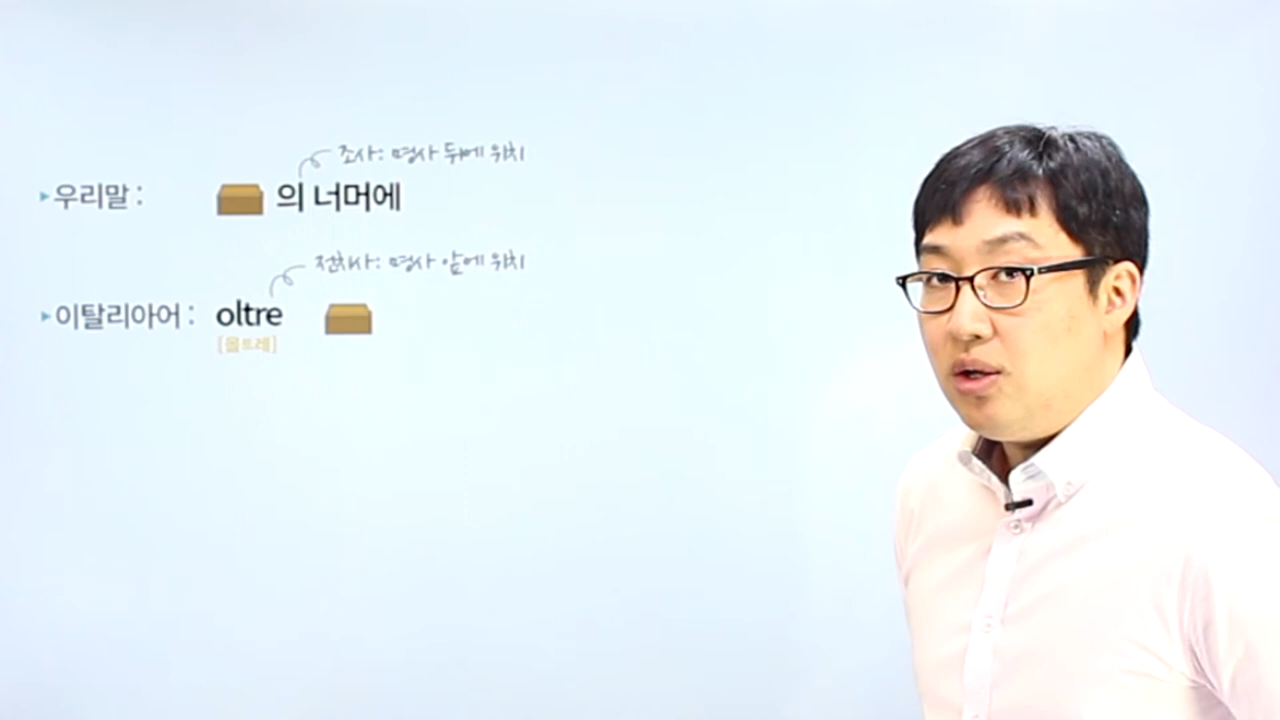 조사: 명사 뒤에 위치
▸우리말 : 의 너머에
전치사: 명사 앞에 위치
▸이탈리아어 : oltre
[올트레]